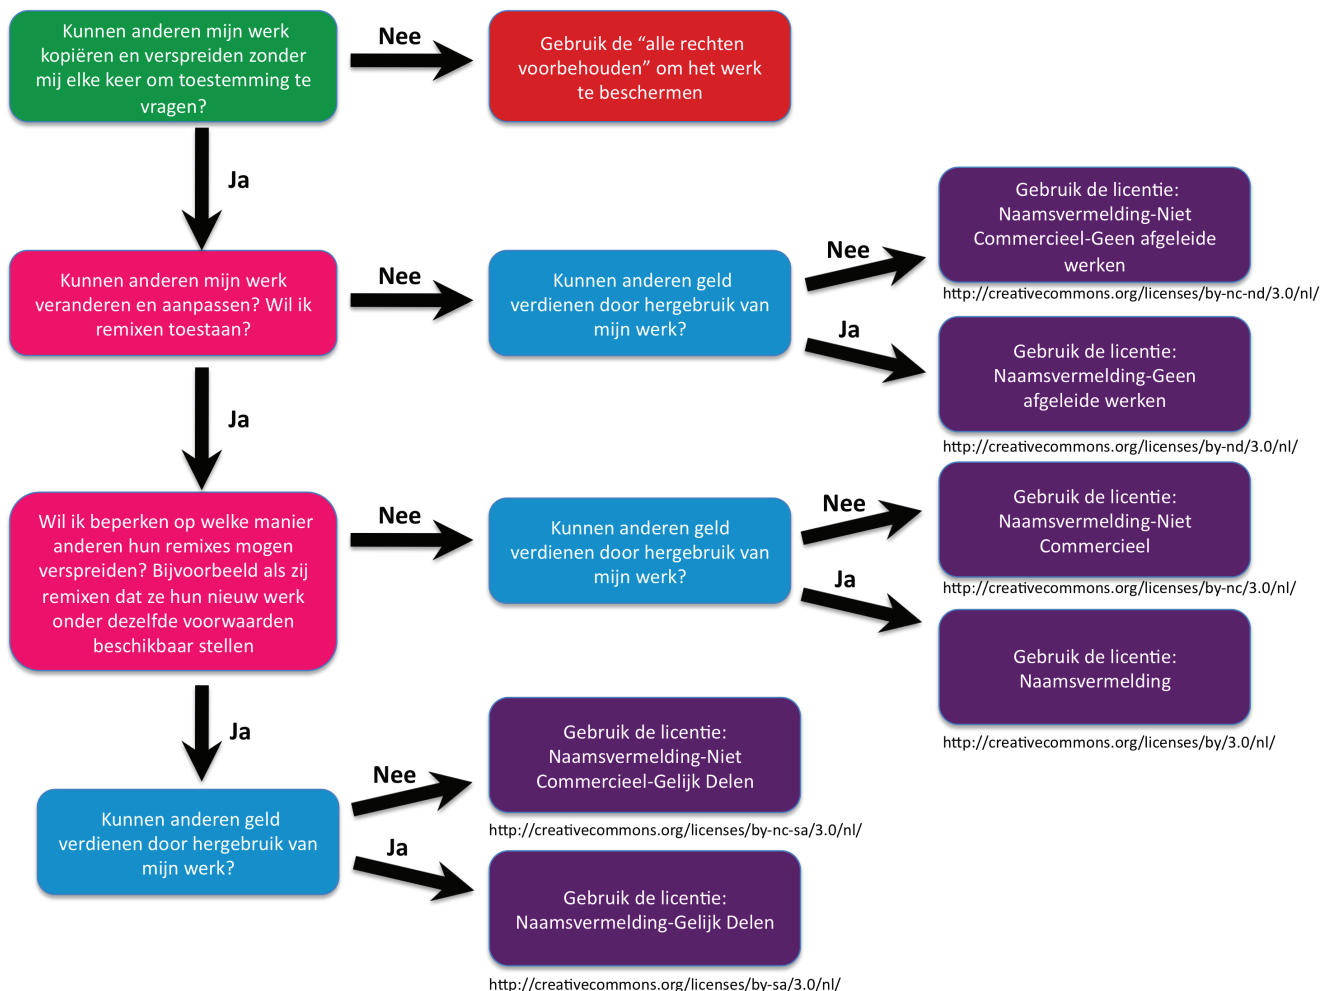 Kunnen anderen mijn werk
kopiëren en verspreiden zonder
mij elke keer om toestemming te
vragen?
Nee
Gebruik de “alle rechten
voorbehouden” om het werk
te beschermen
Ja
Kunnen anderen mijn werk
veranderen en aanpassen? Wil ik
remixen toestaan?
Nee
Kunnen anderen geld
verdienen door hergebruik van
mijn werk?
Nee
Gebruik de licentie:
Naamsvermelding-Niet
Commercieel-Geen afgeleide
werken
http://creativecommons.org/licenses/by-nc-nd/3.0/nl/
Ja
Gebruik de licentie:
Naamsvermelding-Geen
afgeleide werken
http://creativecommons.org/licenses/by-nd/3.0/nl/
Ja
Wil ik beperken op welke manier
anderen hun remixes mogen
verspreiden? Bijvoorbeeld als zij
remixen dat ze hun nieuw werk
onder dezelfde voorwaarden
beschikbaar stellen
Nee
Kunnen anderen geld
verdienen door hergebruik van
mijn werk?
Nee
Gebruik de licentie:
Naamsvermelding-Niet
Commercieel
http://creativecommons.org/licenses/by-nc/3.0/nl/
Ja
Gebruik de licentie:
Naamsvermelding
http://creativecommons.org/licenses/by/3.0/nl/
Ja
Kunnen anderen geld
verdienen door hergebruik van
mijn werk?
Nee
Gebruik de licentie:
Naamsvermelding-Niet
Commercieel-Gelijk Delen
http://creativecommons.org/licenses/by-nc-sa/3.0/nl/
Ja
Gebruik de licentie:
Naamsvermelding-Gelijk Delen
http://creativecommons.org/licenses/by-sa/3.0/nl/